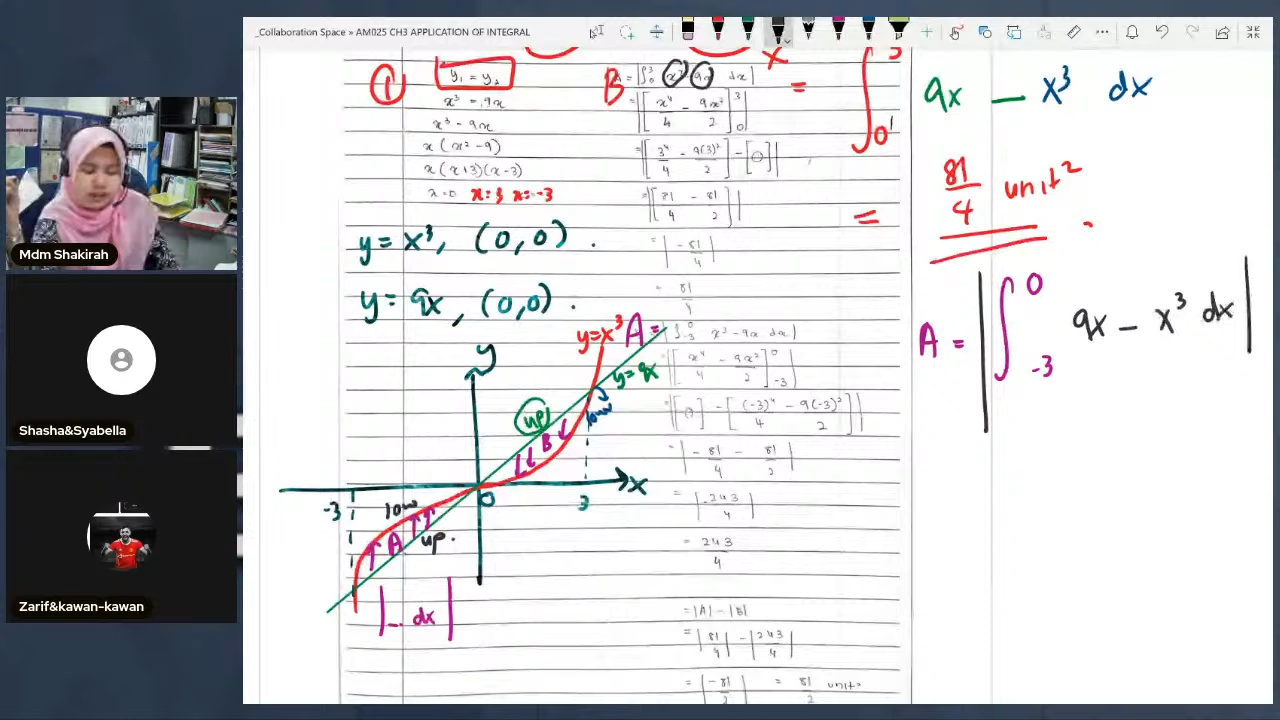 _Collaboration Space » AM025 CH3 APPLICATION OF INTEGRAL
Mdm Shakirah
Shasha&Syabella
Zarif&kawan-kawan
①
y₁ = y₂
x³ = 9x
x³ - 9x
x(x² - 9)
x(x+3)(x-3)
x=0 x=3 x=-3
y = x³, (0,0).
y = 9x, (0,0).
B
= |[x⁴/4 - 9x²/2]₀³|
= |[3⁴/4 - 9(3)²/2] - [0]|
= |[81/4 - 81/2]|
= |-81/4|
= ∫₀³ 9x - x³ dx
= 81/4 unit²
A = |∫₋₃⁰ 9x - x³ dx|
y=x³
A=
y=9x
y
up
low
B
x
-3
0
3
low
A
up.
|... dx|
|∫₋₃⁰ x³ - 9x dx|
= |[x⁴/4 - 9x²/2]₋₃⁰|
= |[0] - [(-3)⁴/4 - 9(-3)²/2]|
= |-81/4 - 81/2|
= |-243/4|
= 243/4
= |A| - |B|
= |81/4| - |243/4|
= |-81/2| = 81/2 unit²